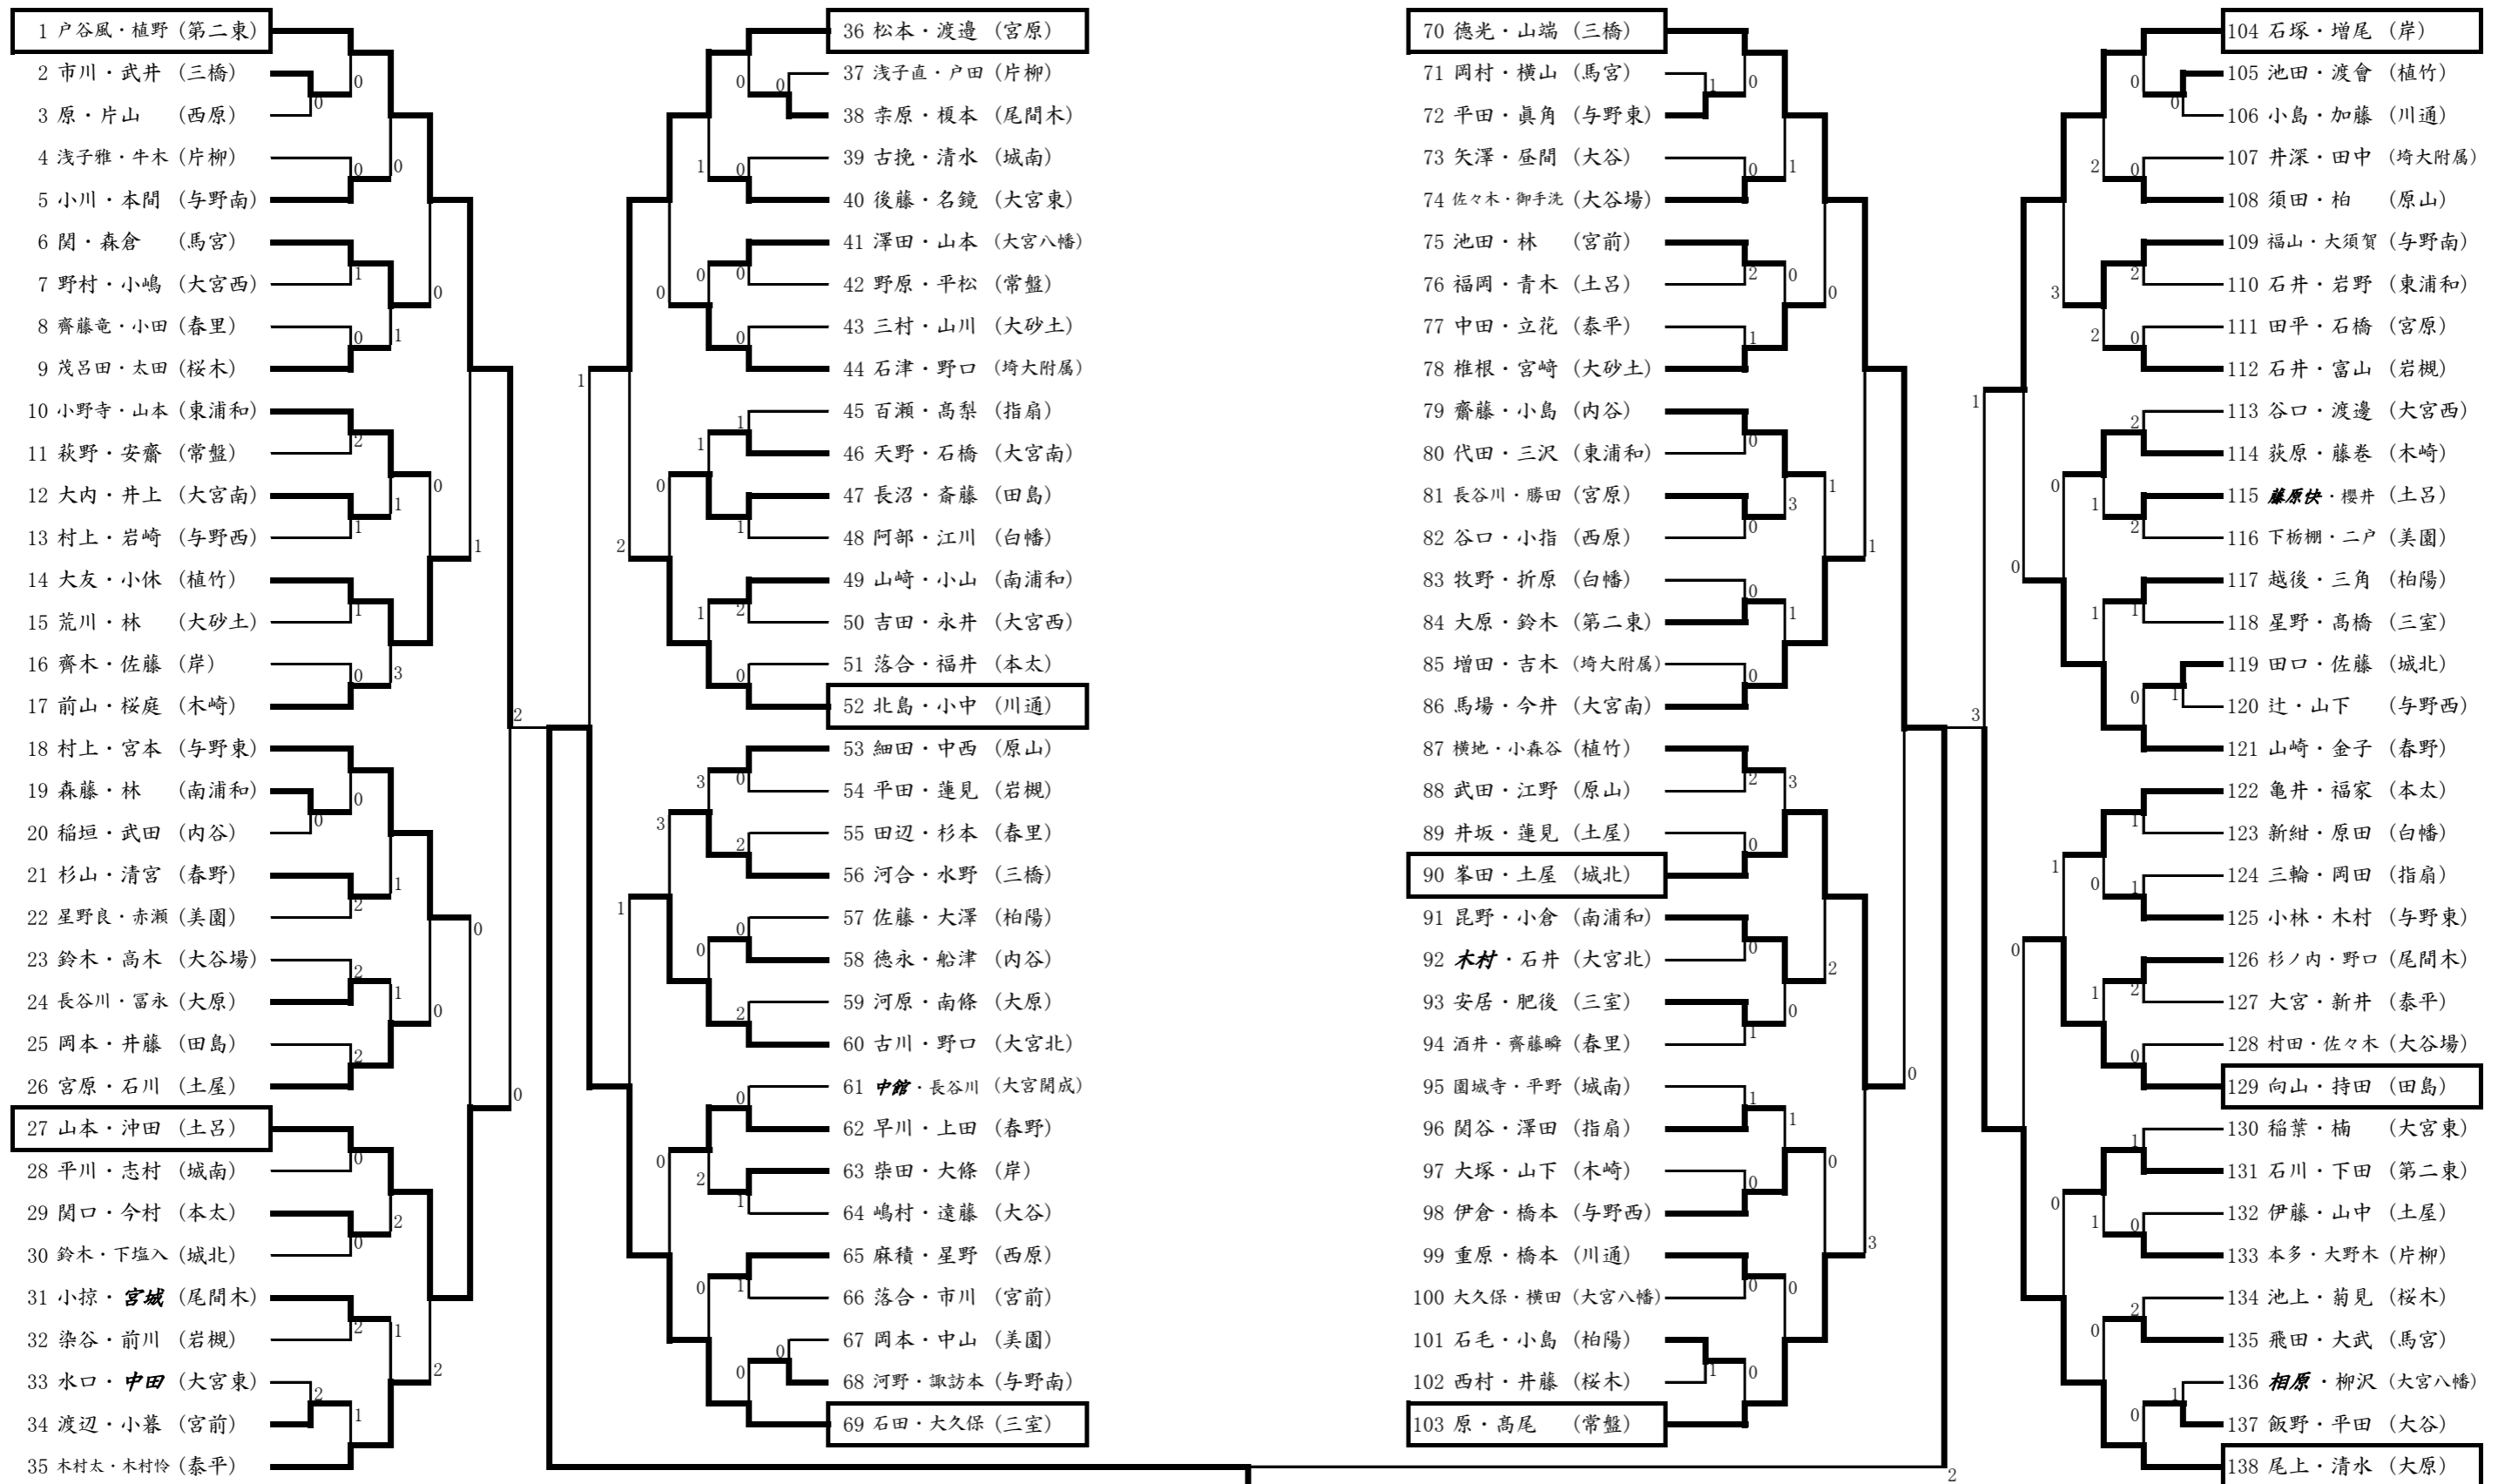 1 戸谷風・植野 (第二東)
2 市川・武井 (三橋)
3 原・片山 (西原)
4 浅子雅・牛木 (片柳)
5 小川・本間 (与野南)
6 関・森倉 (馬宮)
7 野村・小嶋 (大宮西)
8 齊藤竜・小田 (春里)
9 茂呂田・太田 (桜木)
10 小野寺・山本 (東浦和)
11 萩野・安齋 (常盤)
12 大内・井上 (大宮南)
13 村上・岩崎 (与野西)
14 大友・小休 (植竹)
15 荒川・林 (大砂土)
16 齊木・佐藤 (岸)
17 前山・桜庭 (木崎)
18 村上・宮本 (与野東)
19 森藤・林 (南浦和)
20 稲垣・武田 (内谷)
21 杉山・清宮 (春野)
22 星野良・赤瀬 (美園)
23 鈴木・高木 (大谷場)
24 長谷川・冨永 (大原)
25 岡本・井藤 (田島)
26 宮原・石川 (土屋)
27 山本・沖田 (土呂)
28 平川・志村 (城南)
29 関口・今村 (本太)
30 鈴木・下塩入 (城北)
31 小掠・宮城 (尾間木)
32 染谷・前川 (岩槻)
33 水口・中田 (大宮東)
34 渡辺・小暮 (宮前)
35 木村太・木村怜 (泰平)
36 松本・渡邉 (宮原)
37 浅子直・戸田 (片柳)
38 桒原・榎本 (尾間木)
39 古挽・清水 (城南)
40 後藤・名鏡 (大宮東)
41 澤田・山本 (大宮八幡)
42 野原・平松 (常盤)
43 三村・山川 (大砂土)
44 石津・野口 (埼大附属)
45 百瀬・髙梨 (指扇)
46 天野・石橋 (大宮南)
47 長沼・斎藤 (田島)
48 阿部・江川 (白幡)
49 山﨑・小山 (南浦和)
50 吉田・永井 (大宮西)
51 落合・福井 (本太)
52 北島・小中 (川通)
53 細田・中西 (原山)
54 平田・蓮見 (岩槻)
55 田辺・杉本 (春里)
56 河合・水野 (三橋)
57 佐藤・大澤 (柏陽)
58 徳永・船津 (内谷)
59 河原・南條 (大原)
60 古川・野口 (大宮北)
61 中館・長谷川 (大宮開成)
62 早川・上田 (春野)
63 柴田・大條 (岸)
64 嶋村・遠藤 (大谷)
65 麻積・星野 (西原)
66 落合・市川 (宮前)
67 岡本・中山 (美園)
68 河野・諏訪本 (与野南)
69 石田・大久保 (三室)
70 徳光・山端 (三橋)
71 岡村・横山 (馬宮)
72 平田・眞角 (与野東)
73 矢澤・昼間 (大谷)
74 佐々木・御手洗 (大谷場)
75 池田・林 (宮前)
76 福岡・青木 (土呂)
77 中田・立花 (泰平)
78 椎根・宮﨑 (大砂土)
79 齋藤・小島 (内谷)
80 代田・三沢 (東浦和)
81 長谷川・勝田 (宮原)
82 谷口・小指 (西原)
83 牧野・折原 (白幡)
84 大原・鈴木 (第二東)
85 増田・吉木 (埼大附属)
86 馬場・今井 (大宮南)
87 横地・小森谷 (植竹)
88 武田・江野 (原山)
89 井坂・蓮見 (土屋)
90 峯田・土屋 (城北)
91 昆野・小倉 (南浦和)
92 木村・石井 (大宮北)
93 安居・肥後 (三室)
94 酒井・齊藤瞬 (春里)
95 園城寺・平野 (城南)
96 関谷・澤田 (指扇)
97 大塚・山下 (木崎)
98 伊倉・橋本 (与野西)
99 重原・橋本 (川通)
100 大久保・横田 (大宮八幡)
101 石毛・小島 (柏陽)
102 西村・井藤 (桜木)
103 原・髙尾 (常盤)
104 石塚・増尾 (岸)
105 池田・渡會 (植竹)
106 小島・加藤 (川通)
107 井深・田中 (埼大附属)
108 須田・柏 (原山)
109 福山・大須賀 (与野南)
110 石井・岩野 (東浦和)
111 田平・石橋 (宮原)
112 石井・富山 (岩槻)
113 谷口・渡邊 (大宮西)
114 荻原・藤巻 (木崎)
115 藤原快・櫻井 (土呂)
116 下栃棚・二戸 (美園)
117 越後・三角 (柏陽)
118 星野・髙橋 (三室)
119 田口・佐藤 (城北)
120 辻・山下 (与野西)
121 山崎・金子 (春野)
122 亀井・福家 (本太)
123 新紺・原田 (白幡)
124 三輪・岡田 (指扇)
125 小林・木村 (与野東)
126 杉ノ内・野口 (尾間木)
127 大宮・新井 (泰平)
128 村田・佐々木 (大谷場)
129 向山・持田 (田島)
130 稲葉・楠 (大宮東)
131 石川・下田 (第二東)
132 伊藤・山中 (土屋)
133 本多・大野木 (片柳)
134 池上・菊見 (桜木)
135 飛田・大武 (馬宮)
136 相原・柳沢 (大宮八幡)
137 飯野・平田 (大谷)
138 尾上・清水 (大原)